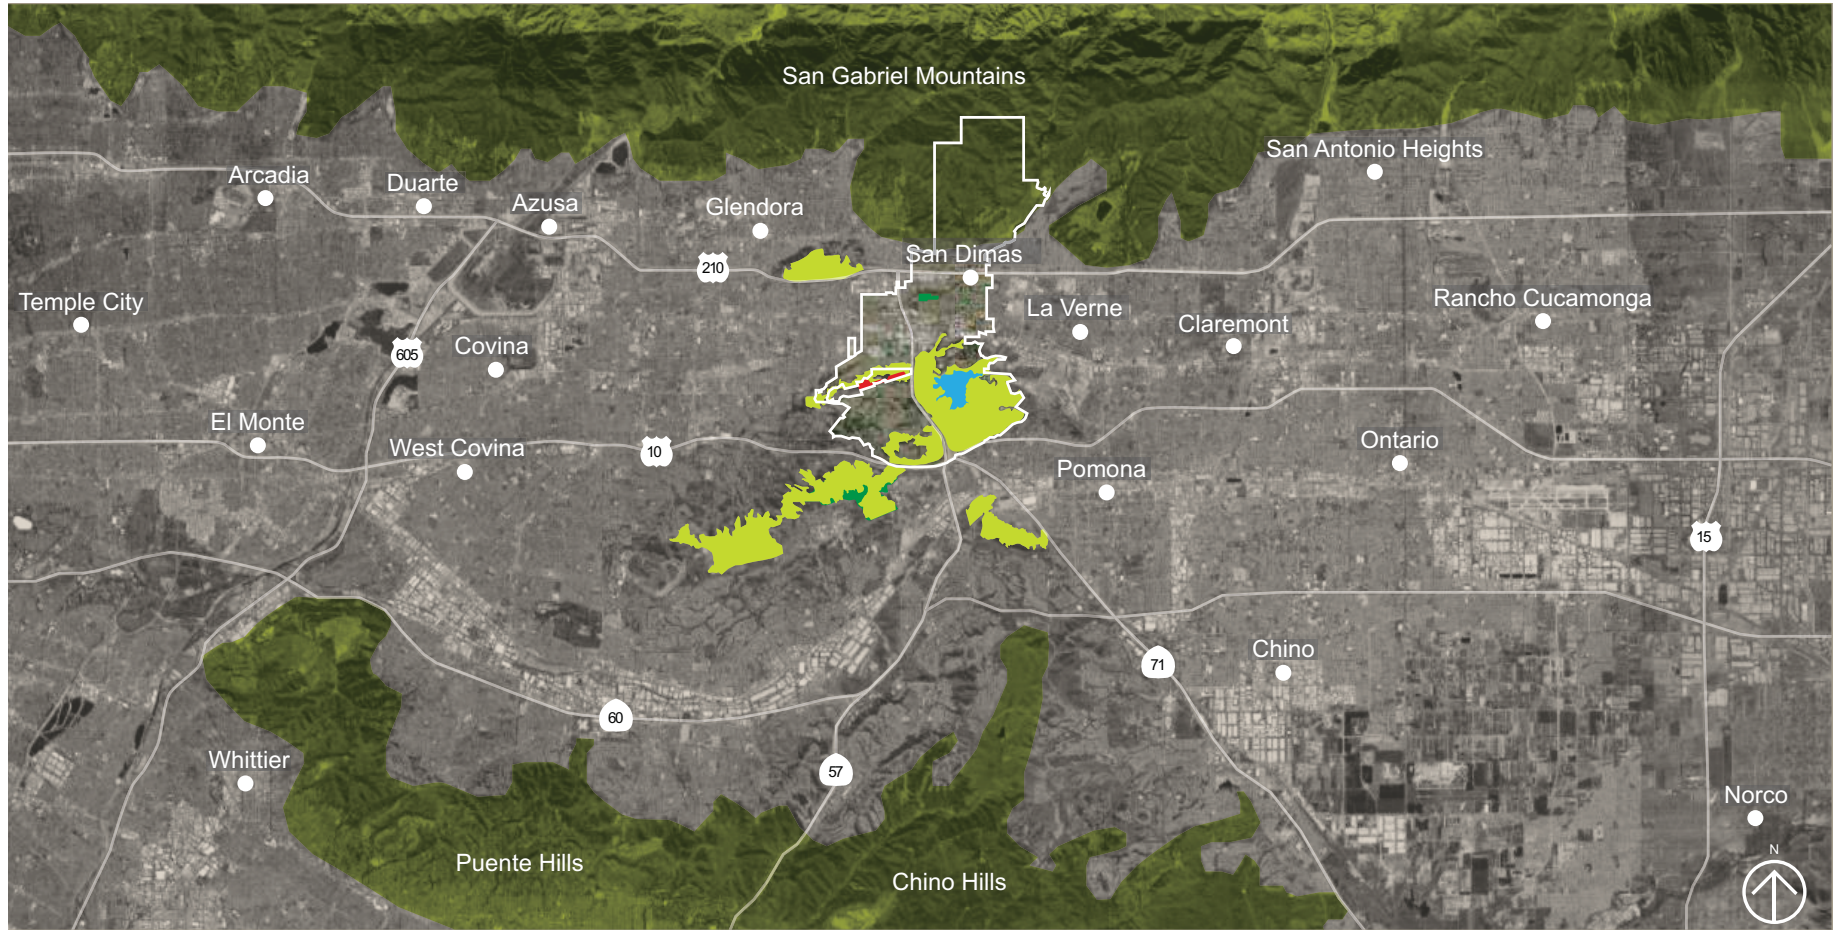 San Gabriel Mountains
San Antonio Heights
Arcadia
Duarte
Azusa
Glendora
San Dimas
210
Temple City
Rancho Cucamonga
La Verne
Claremont
605
Covina
El Monte
West Covina
10
Ontario
Pomona
15
Chino
71
60
Whittier
57
Norco
N
Puente Hills
Chino Hills